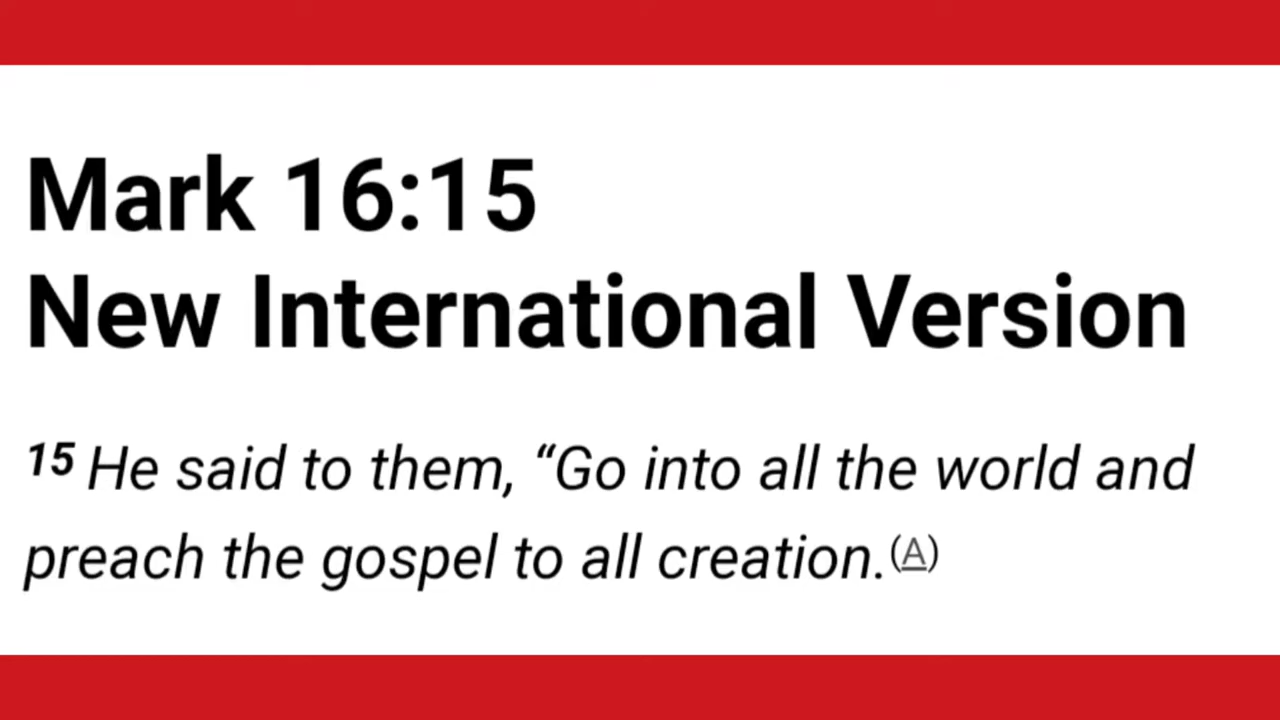 Mark 16:15
New International Version
15 He said to them, “Go into all the world and
preach the gospel to all creation.(A)